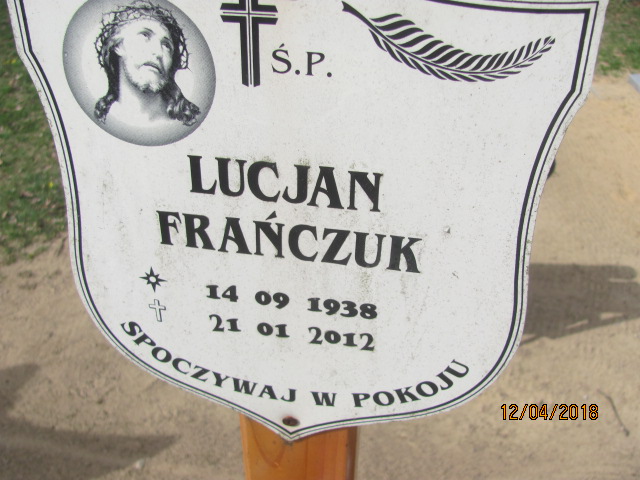 Ś.P.
LUCJAN
FRAŃCZUK
14 09 1938
21 01 2012
SPOCZYWAJ W POKOJU
12/04/2018